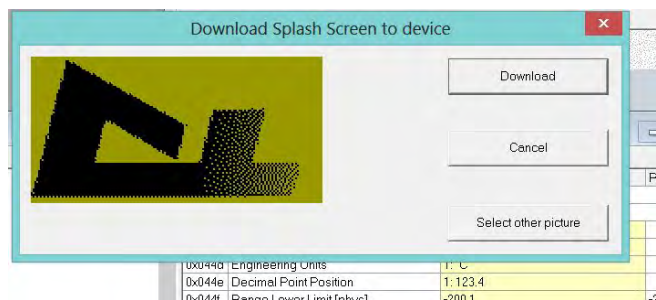 Download Splash Screen to device
Download
Cancel
Select other picture
P
0x044d Engineering Units 1: °C
0x044e Decimal Point Position 1:123.4
0x044f Range Lower Limit [phys] -200.1